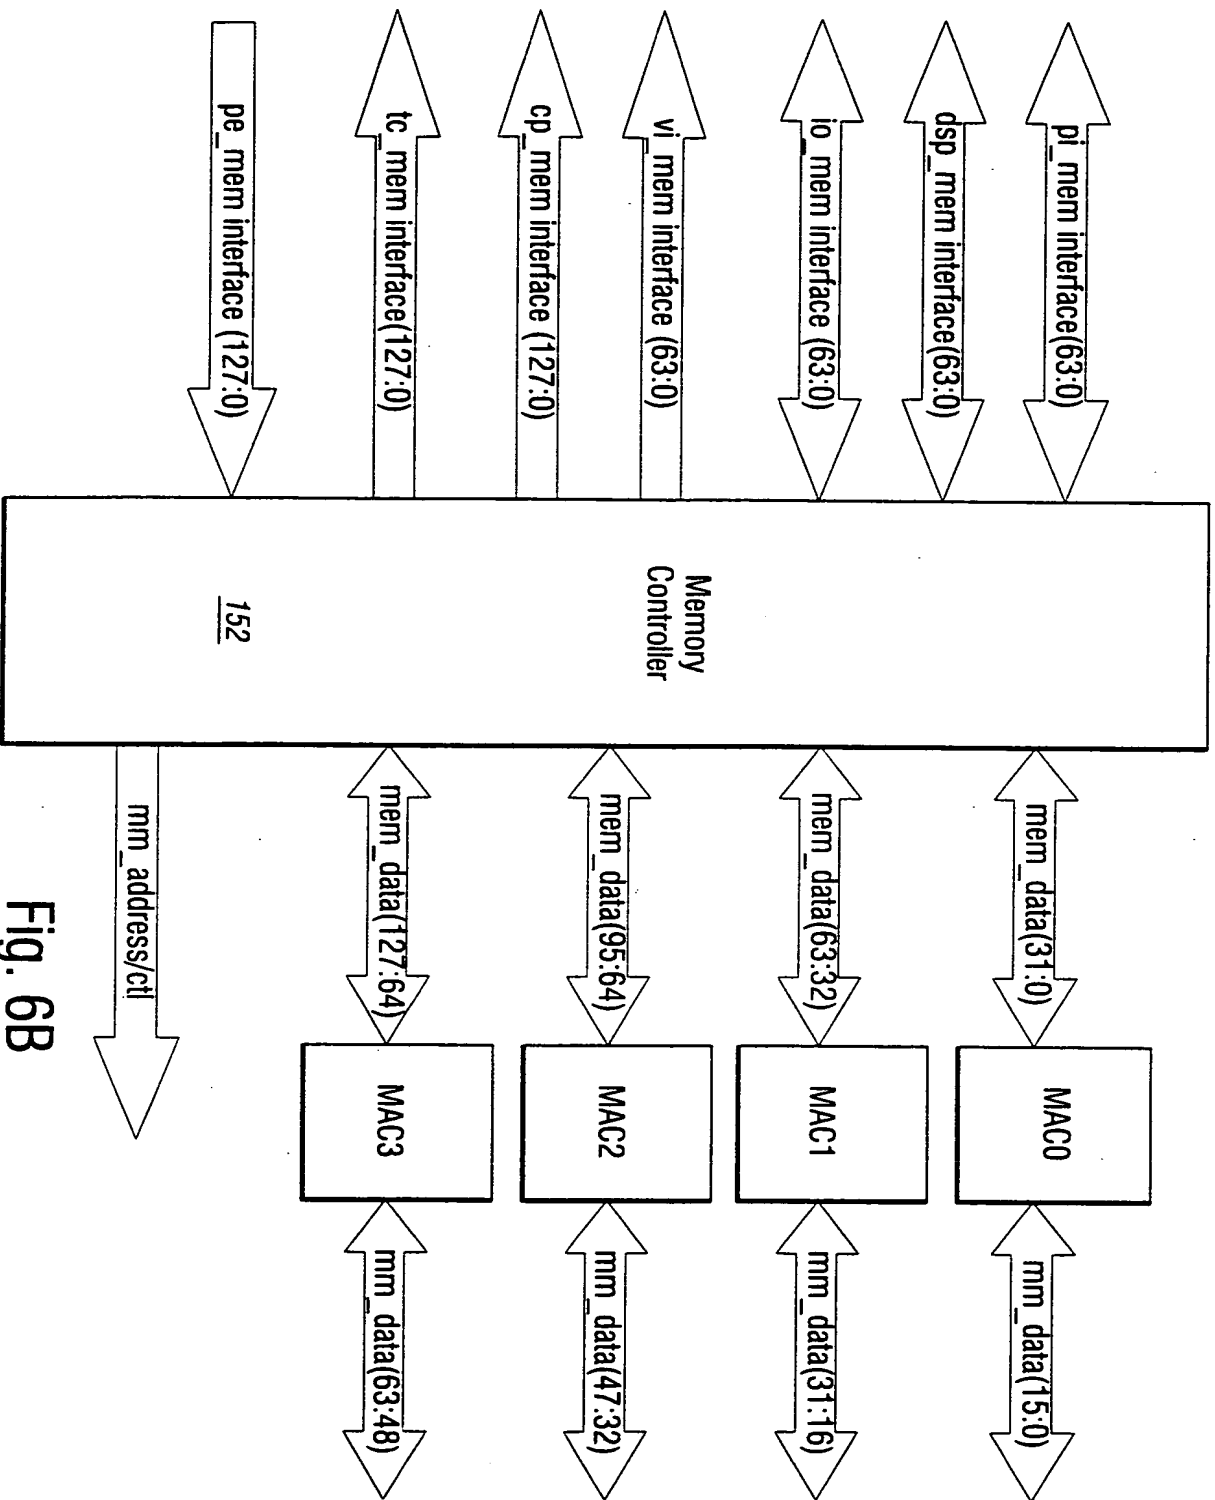 pi_mem interface(63:0)
dsp_mem interface(63:0)
io_mem interface (63:0)
vi_mem interface (63:0)
cp_mem interface (127:0)
tc_mem interface(127:0)
pe_mem interface (127:0)
Memory
Controller
152
mem_data(31:0)
mem_data(63:32)
mem_data(95:64)
mem_data(127:64)
mm_address/ctl
MAC0
MAC1
MAC2
MAC3
mm_data(15:0)
mm_data(31:16)
mm_data(47:32)
mm_data(63:48)
Fig. 6B